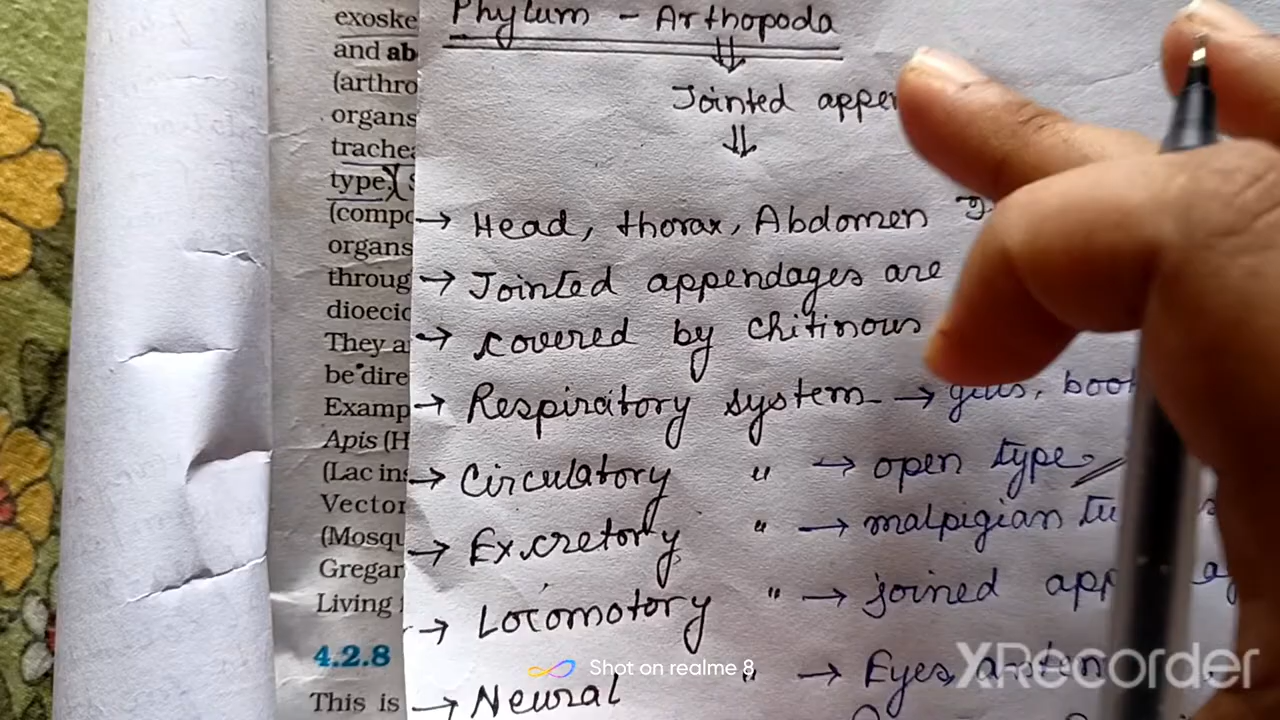 exoske
and ab
(arthro
organs
trachea
type.
(compo
organs
throug
dioecio
They a
be dire
Examp
Apis (H
(Lac ins
Vector
(Mosqu
Gregar
Living
4.2.8
This is
Phylum - Arthopoda
⇓
Jointed appen
⇓
→ Head, thorax, Abdomen
→ Jointed appendages are
→ covered by chitinous
→ Respiratory system → gills, boo
→ Circulatory " → open type
→ Excretory " → malpigian tu
→ Locomotory " → joined app
→ Neural " → Eyes, anten
Shot on realme 8
XRecorder